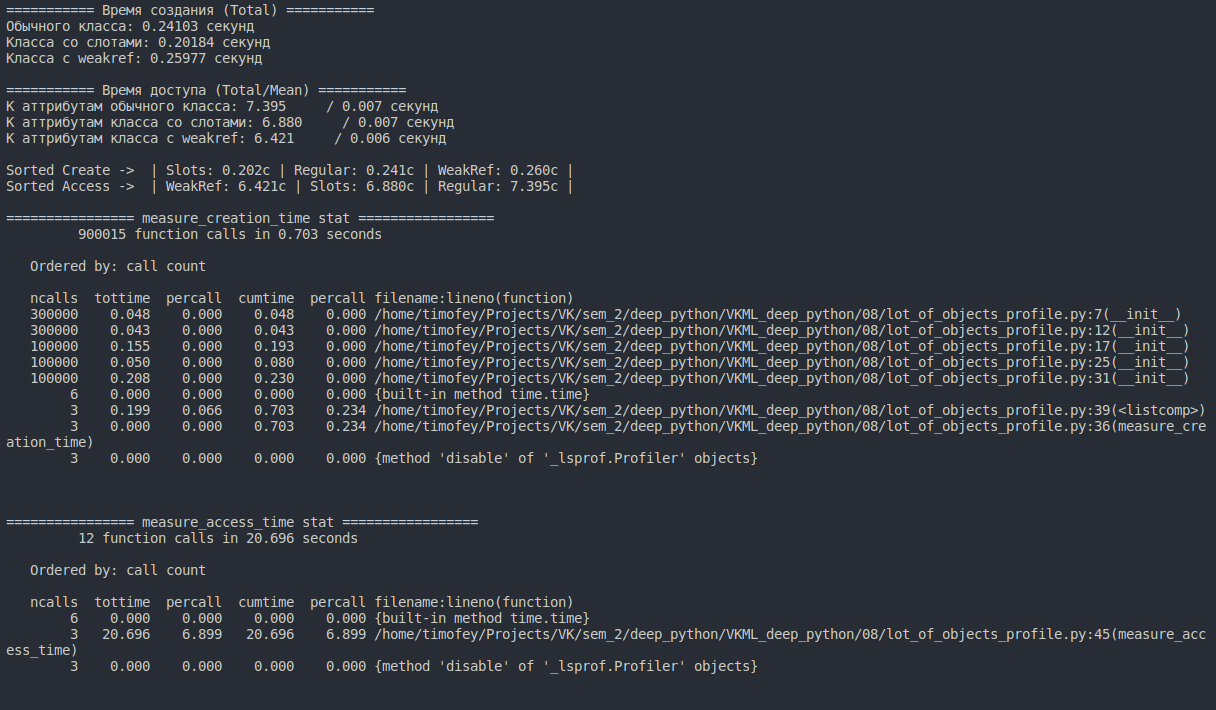 =========== Время создания (Total) ===========
Обычного класса: 0.24103 секунд
Класса со слотами: 0.20184 секунд
Класса с weakref: 0.25977 секунд
=========== Время доступа (Total/Mean) ===========
К аттрибутам обычного класса: 7.395     / 0.007 секунд
К аттрибутам класса со слотами: 6.880     / 0.007 секунд
К аттрибутам класса с weakref: 6.421     / 0.006 секунд
Sorted Create ->  | Slots: 0.202c | Regular: 0.241c | WeakRef: 0.260c |
Sorted Access ->  | WeakRef: 6.421c | Slots: 6.880c | Regular: 7.395c |
================ measure_creation_time stat =================
         900015 function calls in 0.703 seconds
   Ordered by: call count
   ncalls  tottime  percall  cumtime  percall filename:lineno(function)
   300000    0.048    0.000    0.048    0.000 /home/timofey/Projects/VK/sem_2/deep_python/VKML_deep_python/08/lot_of_objects_profile.py:7(__init__)
   300000    0.043    0.000    0.043    0.000 /home/timofey/Projects/VK/sem_2/deep_python/VKML_deep_python/08/lot_of_objects_profile.py:12(__init__)
   100000    0.155    0.000    0.193    0.000 /home/timofey/Projects/VK/sem_2/deep_python/VKML_deep_python/08/lot_of_objects_profile.py:17(__init__)
   100000    0.050    0.000    0.080    0.000 /home/timofey/Projects/VK/sem_2/deep_python/VKML_deep_python/08/lot_of_objects_profile.py:25(__init__)
   100000    0.208    0.000    0.230    0.000 /home/timofey/Projects/VK/sem_2/deep_python/VKML_deep_python/08/lot_of_objects_profile.py:31(__init__)
        6    0.000    0.000    0.000    0.000 {built-in method time.time}
        3    0.199    0.066    0.703    0.234 /home/timofey/Projects/VK/sem_2/deep_python/VKML_deep_python/08/lot_of_objects_profile.py:39(<listcomp>)
        3    0.000    0.000    0.703    0.234 /home/timofey/Projects/VK/sem_2/deep_python/VKML_deep_python/08/lot_of_objects_profile.py:36(measure_cre
ation_time)
        3    0.000    0.000    0.000    0.000 {method 'disable' of '_lsprof.Profiler' objects}
================ measure_access_time stat =================
         12 function calls in 20.696 seconds
   Ordered by: call count
   ncalls  tottime  percall  cumtime  percall filename:lineno(function)
        6    0.000    0.000    0.000    0.000 {built-in method time.time}
        3   20.696    6.899   20.696    6.899 /home/timofey/Projects/VK/sem_2/deep_python/VKML_deep_python/08/lot_of_objects_profile.py:45(measure_acc
ess_time)
        3    0.000    0.000    0.000    0.000 {method 'disable' of '_lsprof.Profiler' objects}